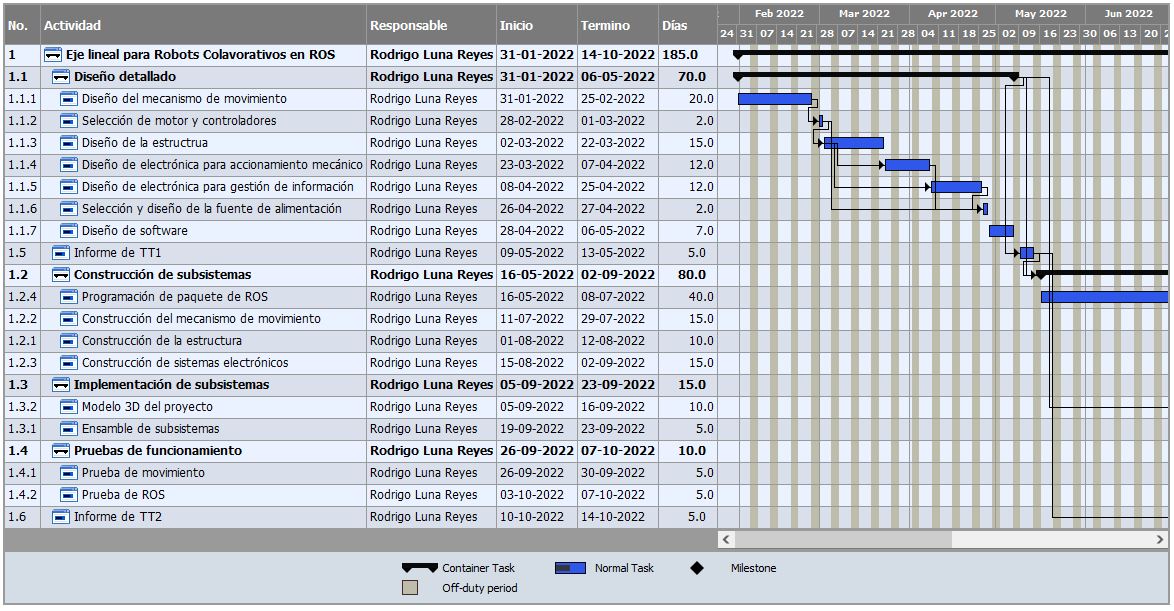 No. Actividad Responsable Inicio Termino Días Feb 2022 Mar 2022 Apr 2022 May 2022 Jun 2022
24 31 07 14 21 28 07 14 21 28 04 11 18 25 02 09 16 23 30 06 13 20
1 Eje lineal para Robots Colavorativos en ROS Rodrigo Luna Reyes 31-01-2022 14-10-2022 185.0
1.1 Diseño detallado Rodrigo Luna Reyes 31-01-2022 06-05-2022 70.0
1.1.1 Diseño del mecanismo de movimiento Rodrigo Luna Reyes 31-01-2022 25-02-2022 20.0
1.1.2 Selección de motor y controladores Rodrigo Luna Reyes 28-02-2022 01-03-2022 2.0
1.1.3 Diseño de la estructrua Rodrigo Luna Reyes 02-03-2022 22-03-2022 15.0
1.1.4 Diseño de electrónica para accionamiento mecánico Rodrigo Luna Reyes 23-03-2022 07-04-2022 12.0
1.1.5 Diseño de electrónica para gestión de información Rodrigo Luna Reyes 08-04-2022 25-04-2022 12.0
1.1.6 Selección y diseño de la fuente de alimentación Rodrigo Luna Reyes 26-04-2022 27-04-2022 2.0
1.1.7 Diseño de software Rodrigo Luna Reyes 28-04-2022 06-05-2022 7.0
1.5 Informe de TT1 Rodrigo Luna Reyes 09-05-2022 13-05-2022 5.0
1.2 Construcción de subsistemas Rodrigo Luna Reyes 16-05-2022 02-09-2022 80.0
1.2.4 Programación de paquete de ROS Rodrigo Luna Reyes 16-05-2022 08-07-2022 40.0
1.2.2 Construcción del mecanismo de movimiento Rodrigo Luna Reyes 11-07-2022 29-07-2022 15.0
1.2.1 Construcción de la estructura Rodrigo Luna Reyes 01-08-2022 12-08-2022 10.0
1.2.3 Construcción de sistemas electrónicos Rodrigo Luna Reyes 15-08-2022 02-09-2022 15.0
1.3 Implementación de subsistemas Rodrigo Luna Reyes 05-09-2022 23-09-2022 15.0
1.3.2 Modelo 3D del proyecto Rodrigo Luna Reyes 05-09-2022 16-09-2022 10.0
1.3.1 Ensamble de subsistemas Rodrigo Luna Reyes 19-09-2022 23-09-2022 5.0
1.4 Pruebas de funcionamiento Rodrigo Luna Reyes 26-09-2022 07-10-2022 10.0
1.4.1 Prueba de movimiento Rodrigo Luna Reyes 26-09-2022 30-09-2022 5.0
1.4.2 Prueba de ROS Rodrigo Luna Reyes 03-10-2022 07-10-2022 5.0
1.6 Informe de TT2 Rodrigo Luna Reyes 10-10-2022 14-10-2022 5.0
Container Task Normal Task Milestone
Off-duty period